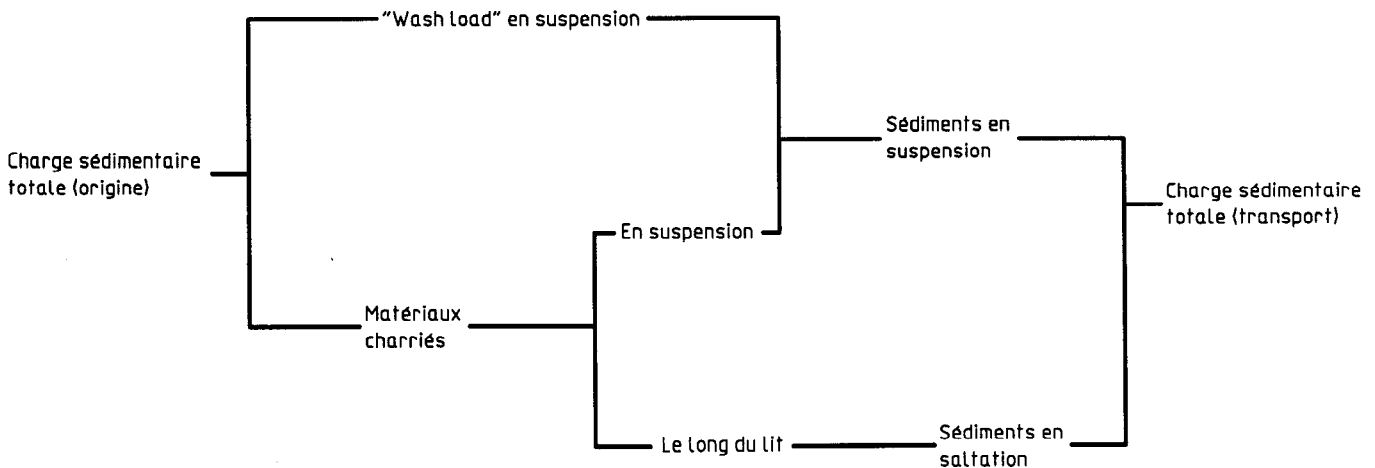 "Wash load" en suspension
Charge sédimentaire
totale (origine)
Sédiments en
suspension
Charge sédimentaire
totale (transport)
En suspension
Matériaux
charriés
Le long du lit
Sédiments en
saltation